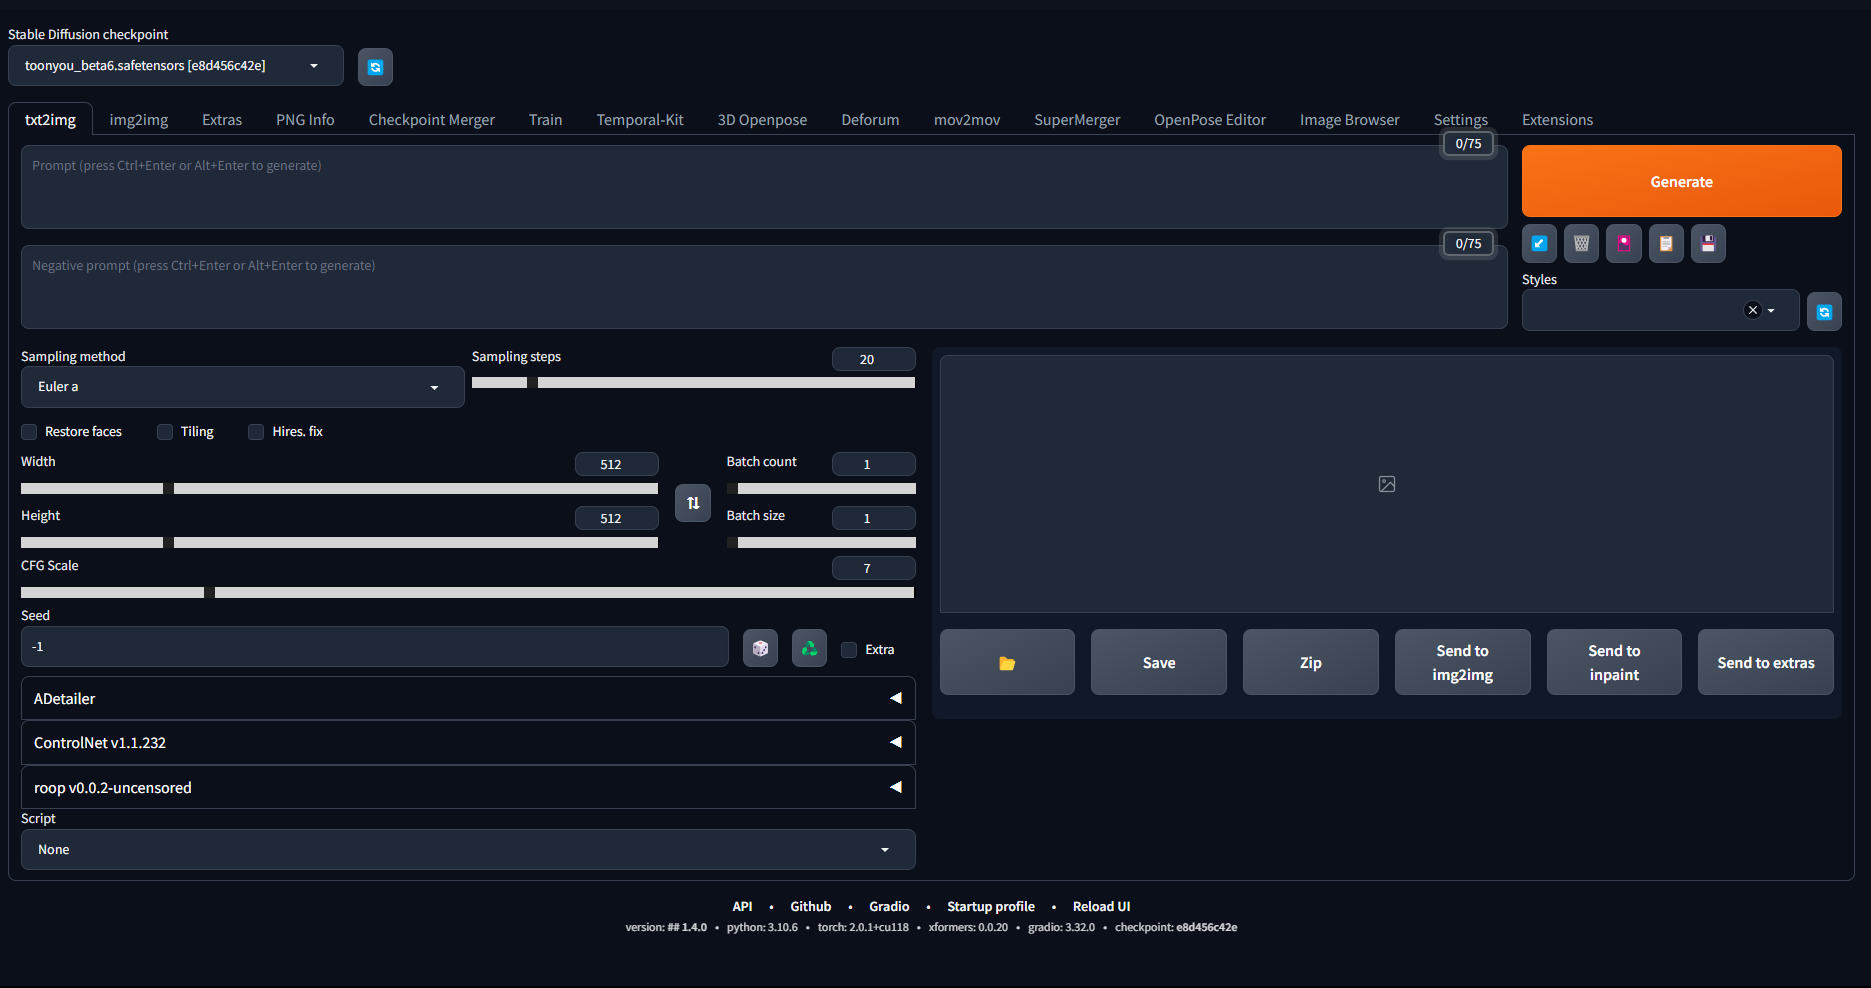 Stable Diffusion checkpoint
toonyou_beta6.safetensors [e8d456c42e]
txt2img img2img Extras PNG Info Checkpoint Merger Train Temporal-Kit 3D Openpose Deforum mov2mov SuperMerger OpenPose Editor Image Browser Settings Extensions
0/75
Prompt (press Ctrl+Enter or Alt+Enter to generate)
Generate
0/75
Negative prompt (press Ctrl+Enter or Alt+Enter to generate)
Styles
Sampling method
Euler a
Sampling steps
20
Restore faces Tiling Hires. fix
Width
512
Batch count
1
Height
512
Batch size
1
CFG Scale
7
Seed
-1
Extra
Save
Zip
Send to
img2img
Send to
inpaint
Send to extras
ADetailer
ControlNet v1.1.232
roop v0.0.2-uncensored
Script
None
API • Github • Gradio • Startup profile • Reload UI
version: ## 1.4.0 • python: 3.10.6 • torch: 2.0.1+cu118 • xformers: 0.0.20 • gradio: 3.32.0 • checkpoint: e8d456c42e